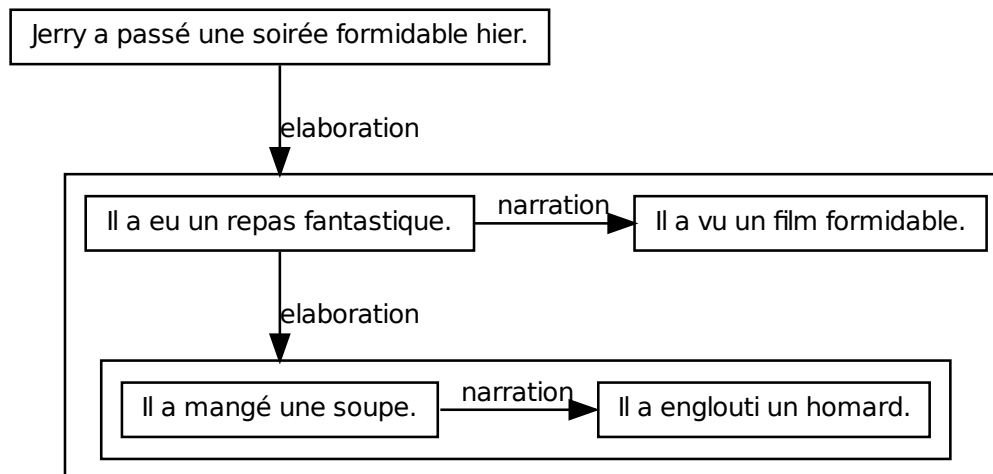 Jerry a passé une soirée formidable hier.
elaboration
Il a eu un repas fantastique.
narration
Il a vu un film formidable.
elaboration
Il a mangé une soupe.
narration
Il a englouti un homard.